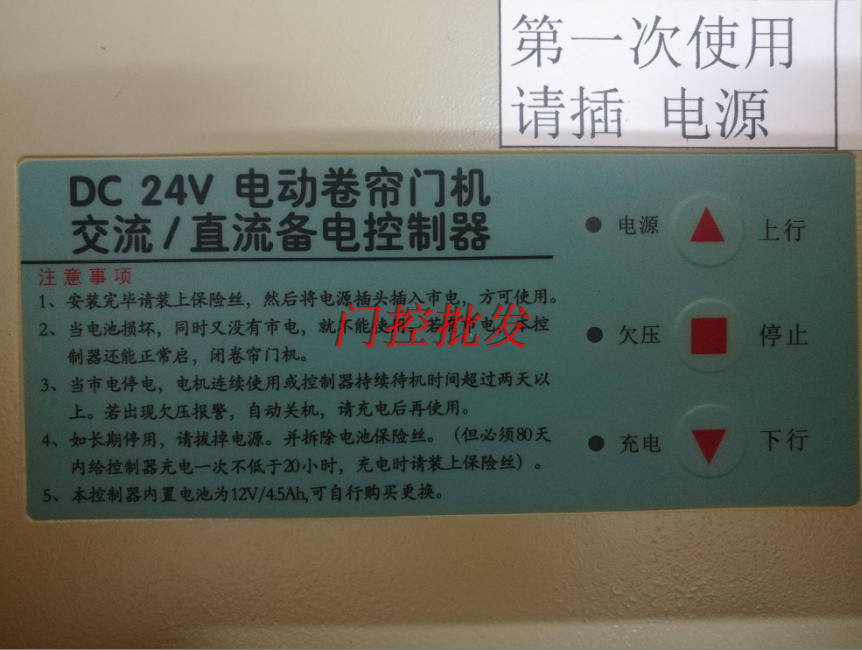 第一次使用
请插 电源
DC 24V 电动卷帘门机
交流/直流备电控制器
注意事项
1、安装完毕请装上保险丝，然后将电源插头插入市电，方可使用。
2、当电池损坏，同时又没有市电，就不能使用。若有市电，本控
制器还能正常启，闭卷帘门机。
3、当市电停电，电机连续使用或控制器持续待机时间超过两天以
上。若出现欠压报警，自动关机，请充电后再使用。
4、如长期停用，请拔掉电源。并拆除电池保险丝。（但必须80天
内给控制器充电一次不低于20小时，充电时请装上保险丝）。
5、本控制器内置电池为12V/4.5Ah,可自行购买更换。
门控批发
电源 上行
欠压 停止
充电 下行